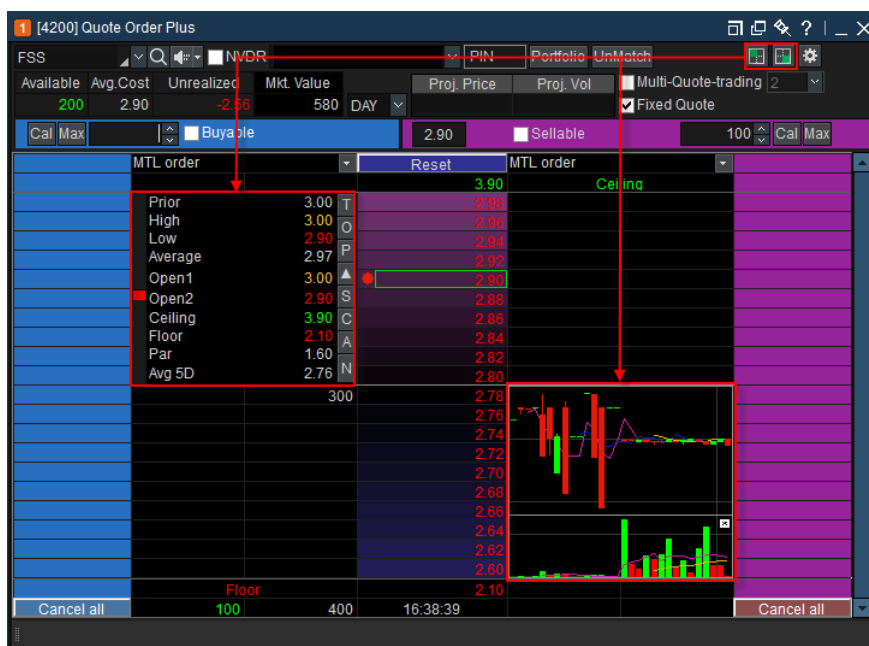 1 [4200] Quote Order Plus ?
FSS NVDR PIN Portfolio UnMatch
Available Avg.Cost Unrealized Mkt. Value Proj. Price Proj. Vol Multi-Quote-trading 2
200 2.90 -2.56 580 DAY Fixed Quote
Cal Max Buyable 2.90 Sellable 100 Cal Max
MTL order Reset MTL order
3.90 Ceiling
Prior 3.00 T 2.98
High 3.00 O 2.96
Low 2.90 2.94
Average 2.97 P 2.92
Open1 3.00 ▲ 2.90
Open2 2.90 S 2.88
Ceiling 3.90 C 2.86
Floor 2.10 A 2.84
Par 1.60 2.82
Avg 5D 2.76 N 2.80
300 2.78
2.76
2.74
2.72
2.70
2.68
2.66
2.64
2.62
2.60
Floor 2.10
Cancel all 100 400 16:38:39 Cancel all